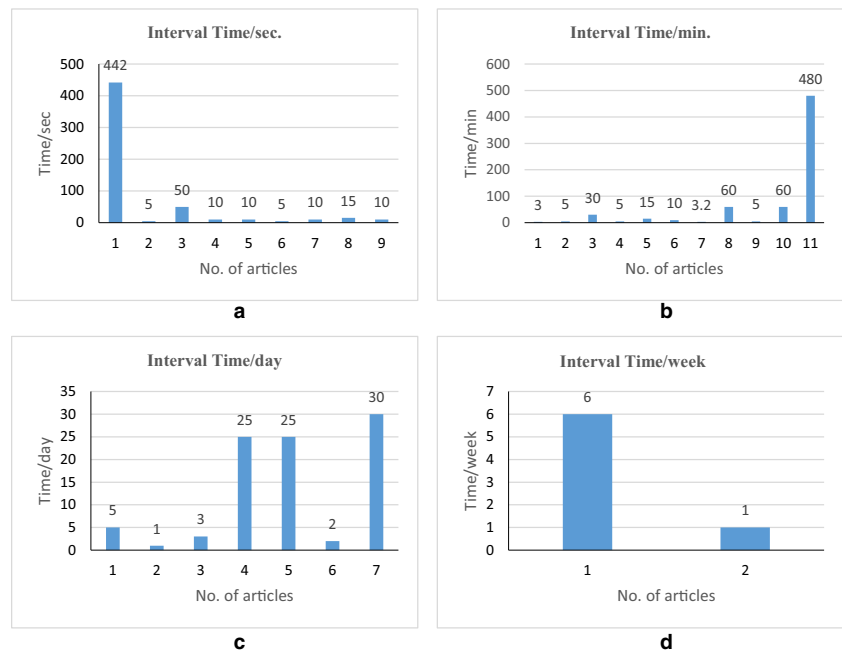 Interval Time/sec.
500
400
300
200
100
0
Time/sec
442 5 50 10 10 5 10 15 10
1 2 3 4 5 6 7 8 9
No. of articles
a
Interval Time/min.
600
500
400
300
200
100
0
Time/min
3 5 30 5 15 10 3.2 60 5 60 480
1 2 3 4 5 6 7 8 9 10 11
No. of articles
b
Interval Time/day
35
30
25
20
15
10
5
0
Time/day
5 1 3 25 25 2 30
1 2 3 4 5 6 7
No. of articles
c
Interval Time/week
7
6
5
4
3
2
1
0
Time/week
6 1
1 2
No. of articles
d